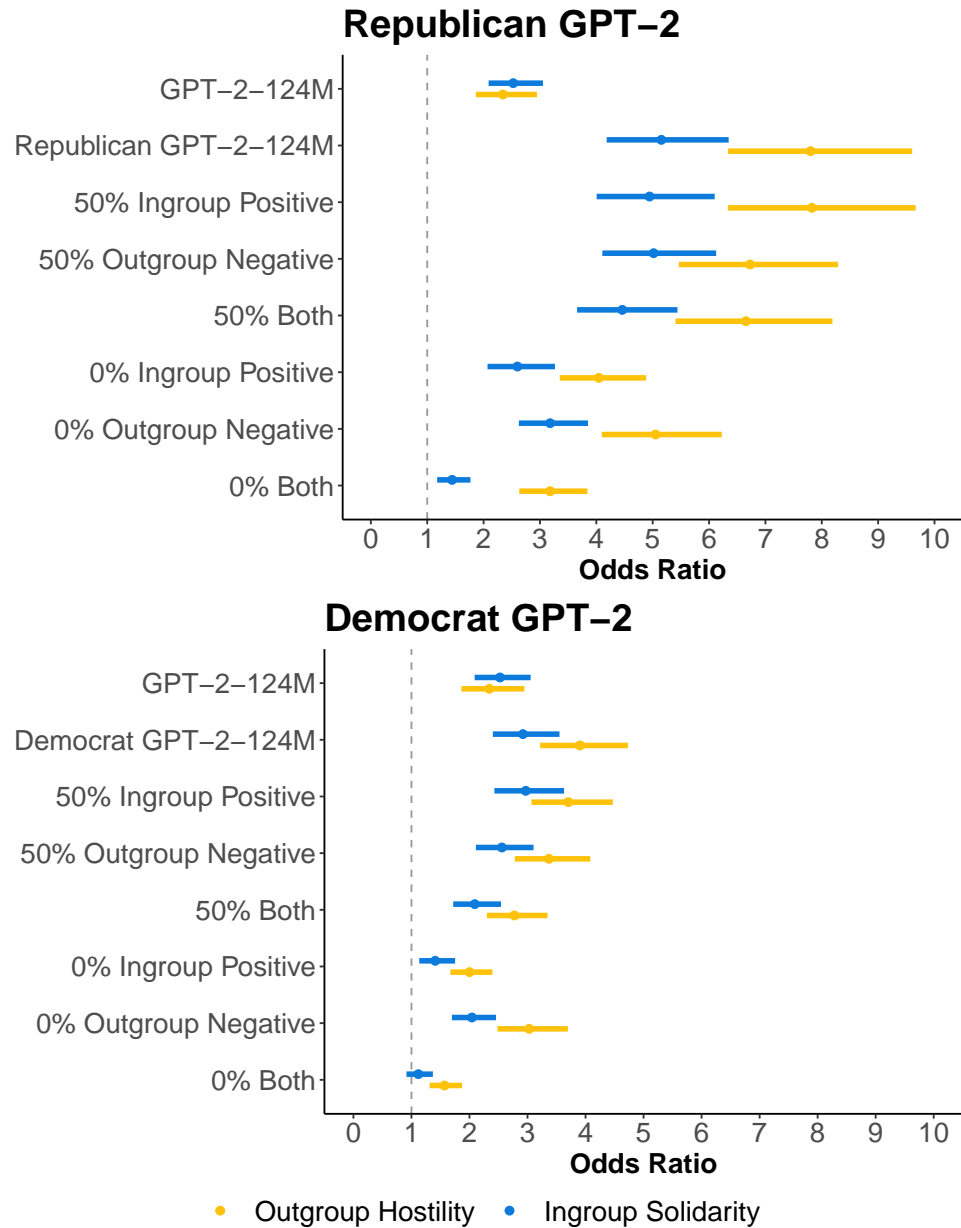 Republican GPT−2
GPT−2−124M
Republican GPT−2−124M
50% Ingroup Positive
50% Outgroup Negative
50% Both
0% Ingroup Positive
0% Outgroup Negative
0% Both
0 1 2 3 4 5 6 7 8 9 10
Odds Ratio
Democrat GPT−2
GPT−2−124M
Democrat GPT−2−124M
50% Ingroup Positive
50% Outgroup Negative
50% Both
0% Ingroup Positive
0% Outgroup Negative
0% Both
0 1 2 3 4 5 6 7 8 9 10
Odds Ratio
Outgroup Hostility Ingroup Solidarity